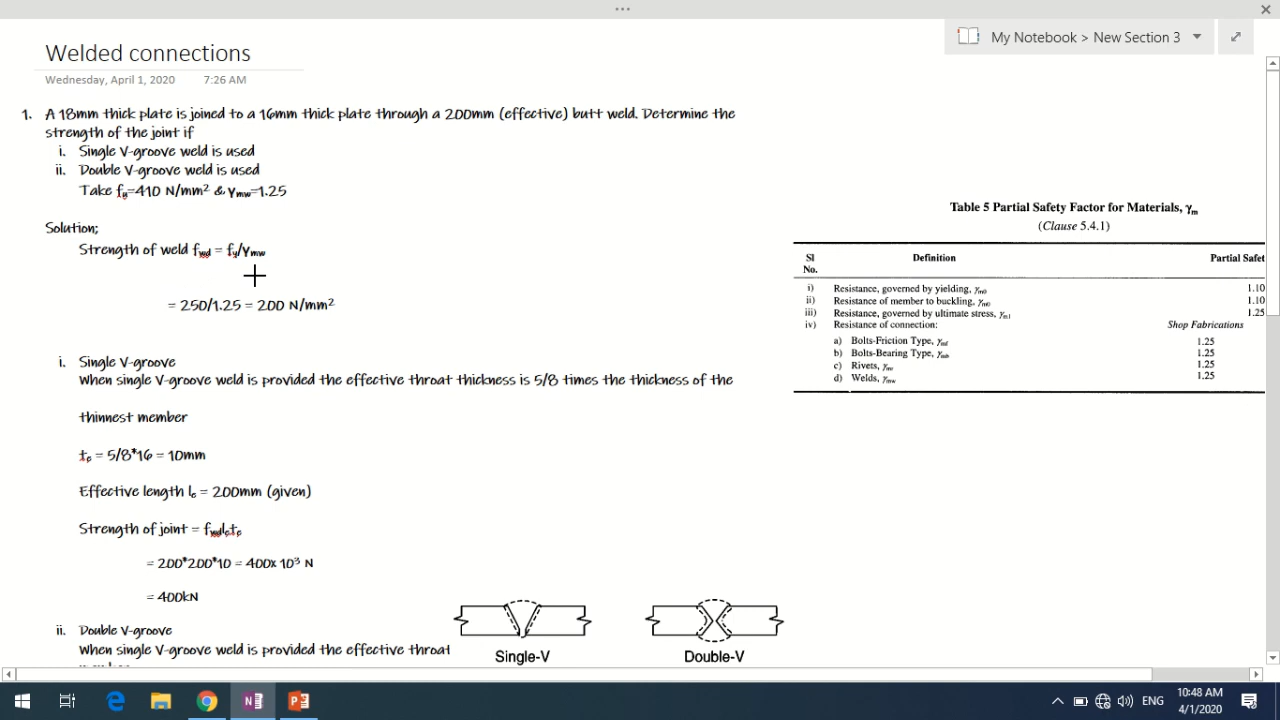 My Notebook > New Section 3
Welded connections
Wednesday, April 1, 2020 7:26 AM
1. A 18mm thick plate is joined to a 16mm thick plate through a 200mm (effective) butt weld. Determine the
strength of the joint if
i. Single V-groove weld is used
ii. Double V-groove weld is used
Take fy=410 N/mm² & γmw=1.25
Solution;
Strength of weld fwd = fy/γmw
= 250/1.25 = 200 N/mm²
i. Single V-groove
When single V-groove weld is provided the effective throat thickness is 5/8 times the thickness of the
thinnest member
te = 5/8*16 = 10mm
Effective length le = 200mm (given)
Strength of joint = fwdlete
= 200*200*10 = 400x 10³ N
= 400kN
ii. Double V-groove
When single V-groove weld is provided the effective throat
Single-V Double-V
Table 5 Partial Safety Factor for Materials, γm
(Clause 5.4.1)
Sl Definition Partial Safet
No.
i) Resistance, governed by yielding, γm0 1.10
ii) Resistance of member to buckling, γm0 1.10
iii) Resistance, governed by ultimate stress, γm1 1.25
iv) Resistance of connection: Shop Fabrications
a) Bolts-Friction Type, γmf 1.25
b) Bolts-Bearing Type, γmb 1.25
c) Rivets, γmr 1.25
d) Welds, γmw 1.25
ENG
10:48 AM
4/1/2020